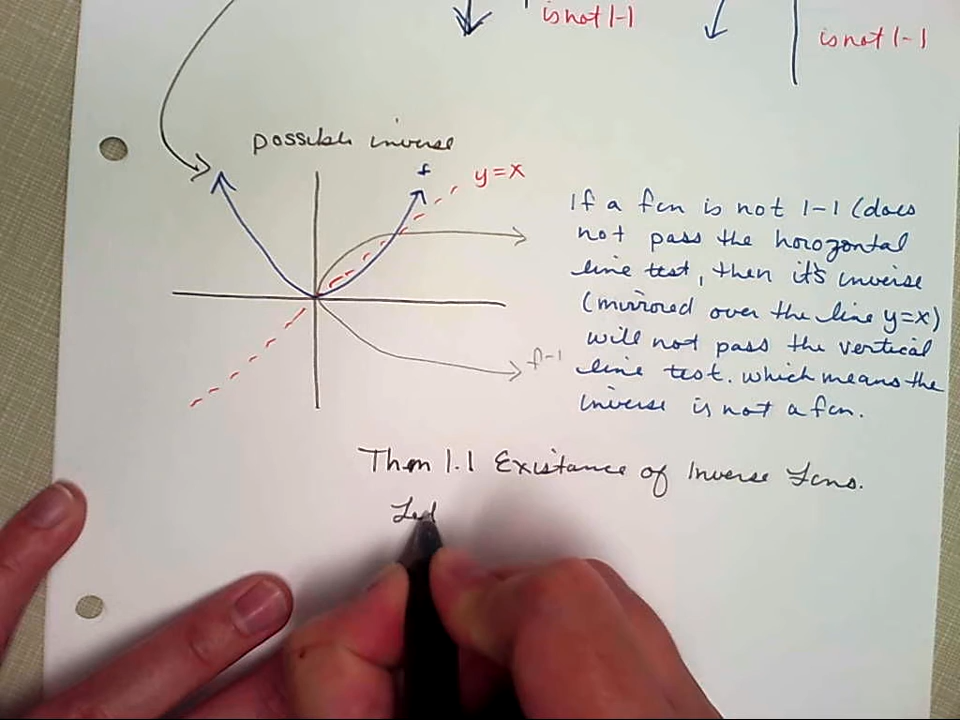 is not 1-1
is not 1-1
possible inverse
f
y=x
f-1
If a fcn is not 1-1 (does
not pass the horozontal
line test, then it's inverse
(mirrored over the line y=x)
will not pass the vertical
line test. which means the
inverse is not a fcn.
Thm 1.1 Existance of Inverse Fcns.
Let